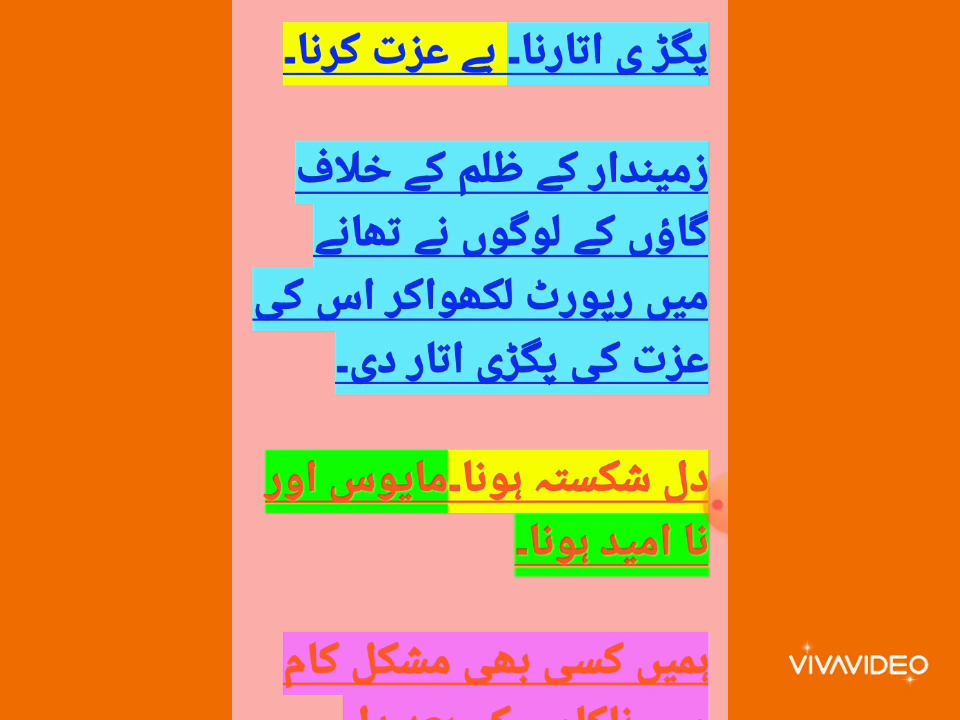 پگڑ ی اتارنا۔ بے عزت کرنا۔
زمیندار کے ظلم کے خلاف
گاؤں کے لوگوں نے تھانے
میں رپورٹ لکھواکر اس کی
عزت کی پگڑی اتار دی۔
دل شکستہ ہونا۔مایوس اور
نا امید ہونا۔
ہمیں کسی بھی مشکل کام
VIVAVIDEO